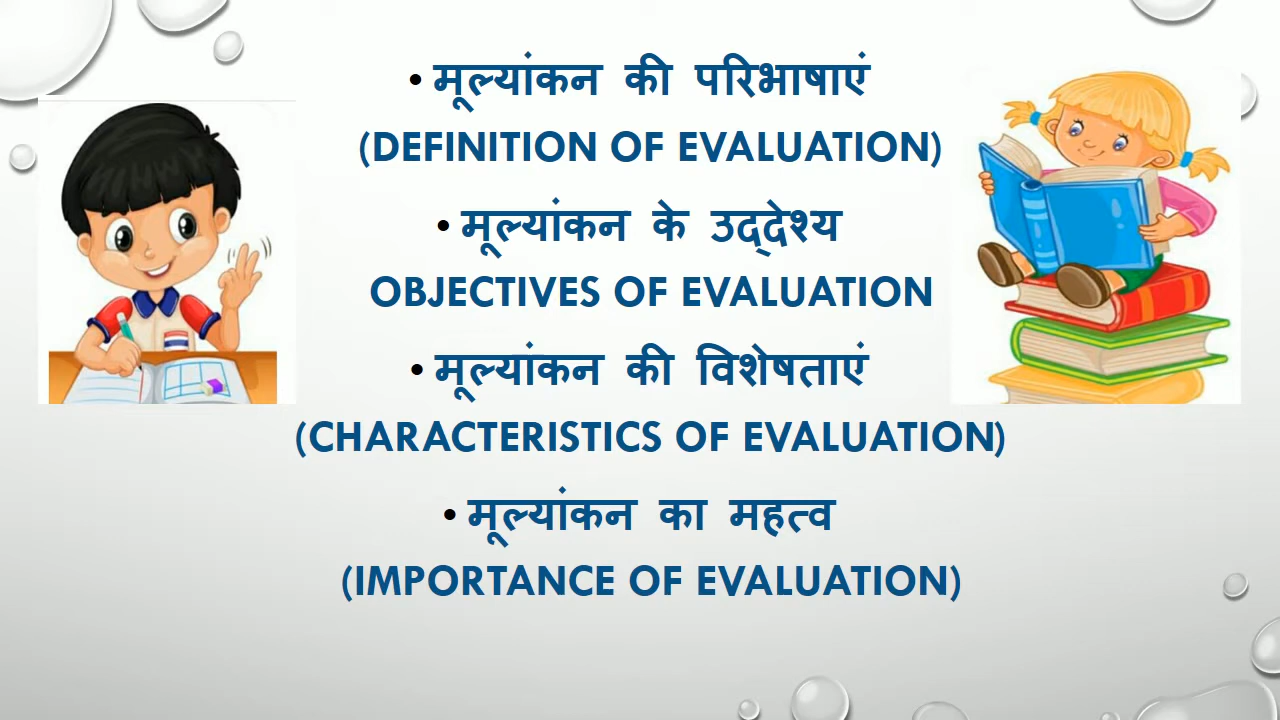 • मूल्यांकन की परिभाषाएं
(DEFINITION OF EVALUATION)
• मूल्यांकन के उद्देश्य
OBJECTIVES OF EVALUATION
• मूल्यांकन की विशेषताएं
(CHARACTERISTICS OF EVALUATION)
• मूल्यांकन का महत्व
(IMPORTANCE OF EVALUATION)